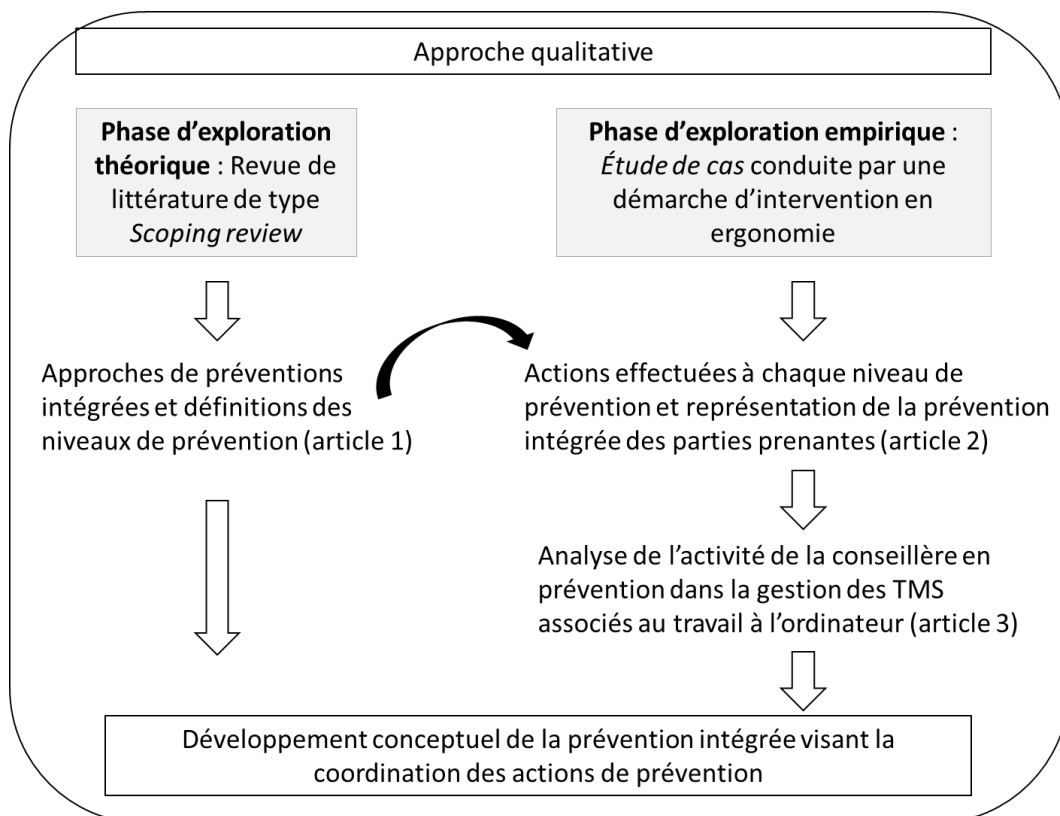 Approche qualitative
Phase d’exploration
théorique : Revue de
littérature de type
Scoping review
Phase d’exploration empirique :
Étude de cas conduite par une
démarche d’intervention en
ergonomie
Approches de préventions
intégrées et définitions des
niveaux de prévention (article 1)
Actions effectuées à chaque niveau de
prévention et représentation de la prévention
intégrée des parties prenantes (article 2)
Analyse de l’activité de la conseillère en
prévention dans la gestion des TMS
associés au travail à l’ordinateur (article 3)
Développement conceptuel de la prévention intégrée visant la
coordination des actions de prévention